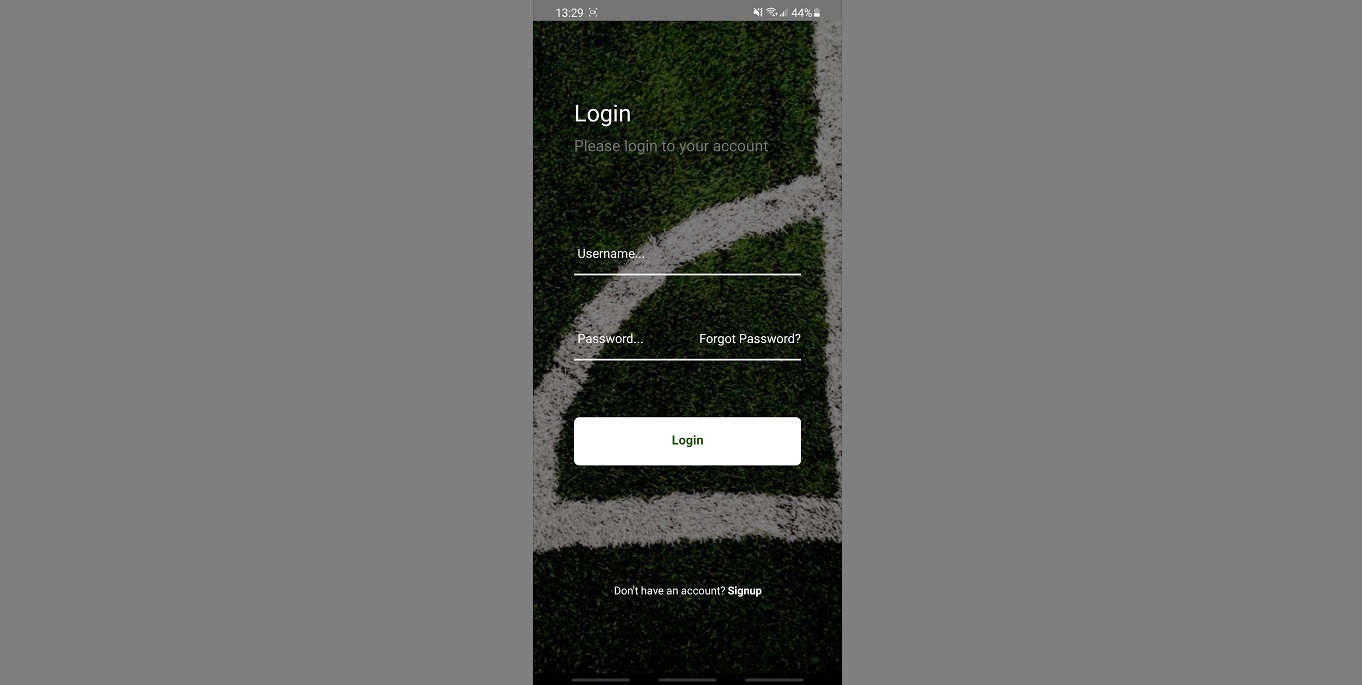 13:29 44%
Login
Please login to your account
Username...
Password... Forgot Password?
Login
Don't have an account? Signup